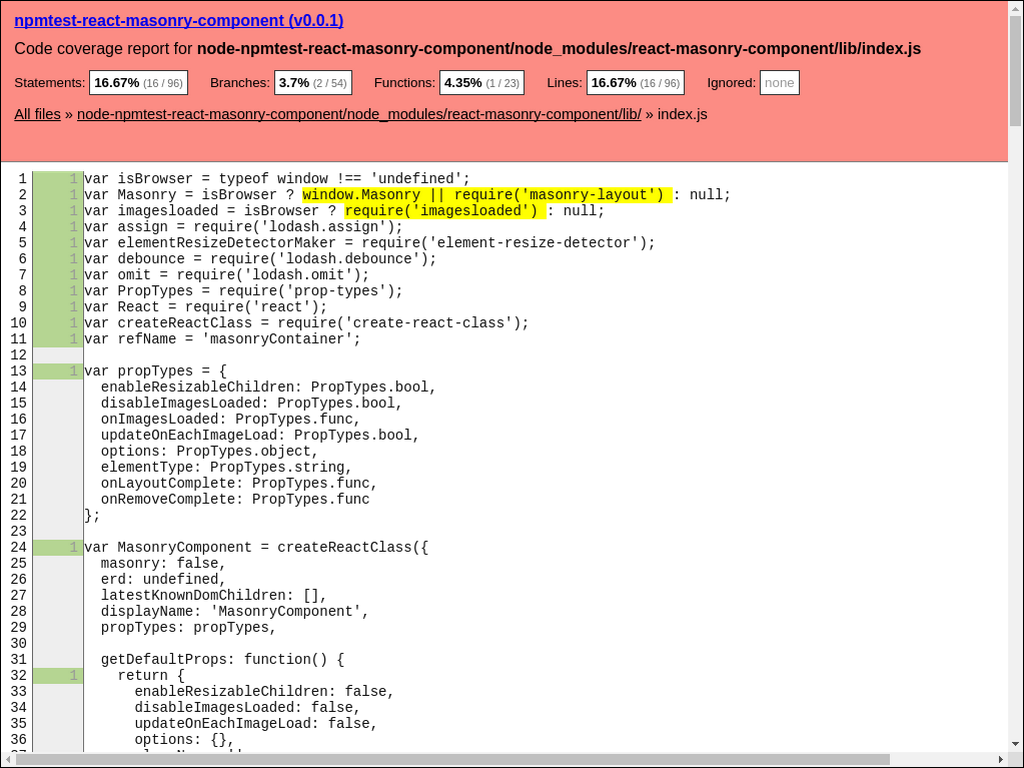 npmtest-react-masonry-component (v0.0.1)
Code coverage report for node-npmtest-react-masonry-component/node_modules/react-masonry-component/lib/index.js
Statements: 16.67% (16 / 96) Branches: 3.7% (2 / 54) Functions: 4.35% (1 / 23) Lines: 16.67% (16 / 96) Ignored: none
All files » node-npmtest-react-masonry-component/node_modules/react-masonry-component/lib/ » index.js
1 1 var isBrowser = typeof window !== 'undefined';
2 1 var Masonry = isBrowser ? window.Masonry || require('masonry-layout') : null;
3 1 var imagesloaded = isBrowser ? require('imagesloaded') : null;
4 1 var assign = require('lodash.assign');
5 1 var elementResizeDetectorMaker = require('element-resize-detector');
6 1 var debounce = require('lodash.debounce');
7 1 var omit = require('lodash.omit');
8 1 var PropTypes = require('prop-types');
9 1 var React = require('react');
10 1 var createReactClass = require('create-react-class');
11 1 var refName = 'masonryContainer';
12
13 1 var propTypes = {
14   enableResizableChildren: PropTypes.bool,
15   disableImagesLoaded: PropTypes.bool,
16   onImagesLoaded: PropTypes.func,
17   updateOnEachImageLoad: PropTypes.bool,
18   options: PropTypes.object,
19   elementType: PropTypes.string,
20   onLayoutComplete: PropTypes.func,
21   onRemoveComplete: PropTypes.func
22 };
23
24 1 var MasonryComponent = createReactClass({
25   masonry: false,
26   erd: undefined,
27   latestKnownDomChildren: [],
28   displayName: 'MasonryComponent',
29   propTypes: propTypes,
30
31   getDefaultProps: function() {
32 1     return {
33       enableResizableChildren: false,
34       disableImagesLoaded: false,
35       updateOnEachImageLoad: false,
36       options: {},